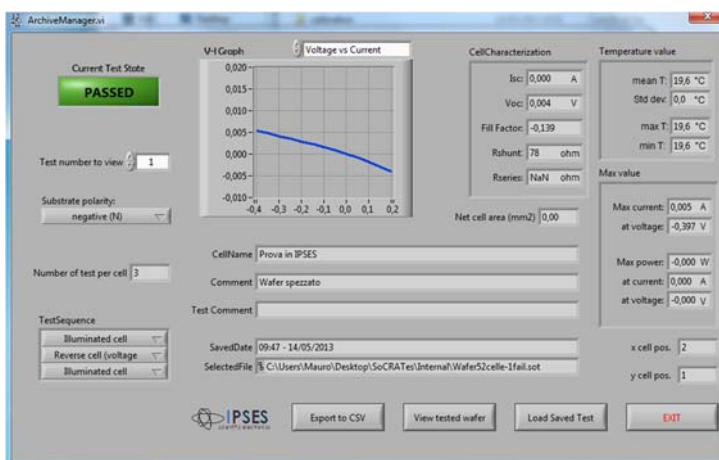 ArchiveManager.vi
Current Test State
PASSED
Test number to view 1
Substrate polarity:
negative (N)
Number of test per cell 3
TestSequence
Illuminated cell
Reverse cell (voltage
Illuminated cell
V-I Graph Voltage vs Current
0,020
0,015
0,010
0,005
0,000
-0,005
-0,010
-0,4 -0,3 -0,2 -0,1 0,0 0,1 0,2
CellCharacterization
Isc: 0,000 A
Voc: 0,004 V
Fill Factor: -0,139
Rshunt: 78 ohm
Rseries: NaN ohm
Net cell area (mm2) 0,00
Temperature value
mean T: 19,6 °C
Std dev: 0,0 °C
max T: 19,6 °C
min T: 19,6 °C
Max value
Max current: 0,005 A
at voltage: -0,397 V
Max power: -0,000 W
at current: 0,000 A
at voltage: -0,000 V
CellName Prova in IPSES
Comment Wafer spezzato
Test Comment
SavedDate 09:47 - 14/05/2013
SelectedFile C:\Users\Mauro\Desktop\SoCRATes\Internal\Wafer52celle-1fail.sot
x cell pos. 2
y cell pos. 1
IPSES
scientific electronics
Export to CSV
View tested wafer
Load Saved Test
EXIT